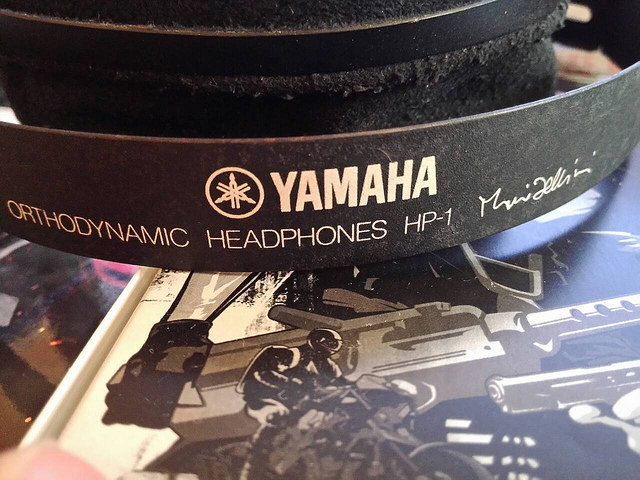 YAMAHA
ORTHODYNAMIC HEADPHONES HP-1